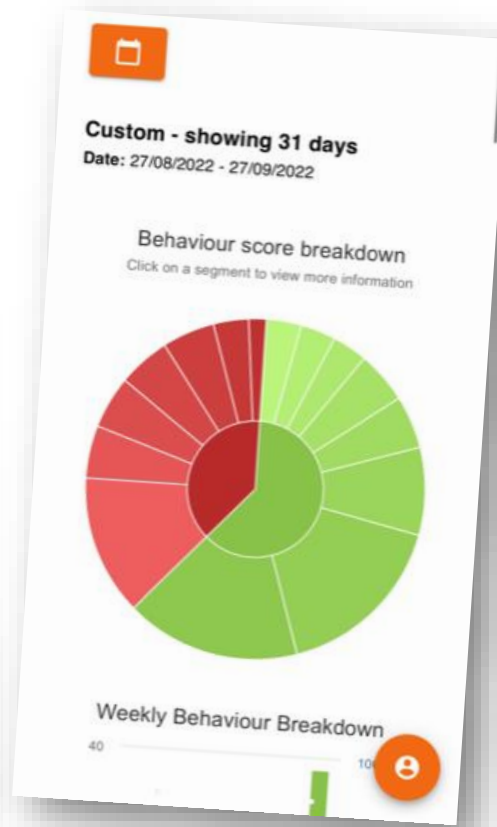 Custom - showing 31 days
Date: 27/08/2022 - 27/09/2022
Behaviour score breakdown
Click on a segment to view more information
Weekly Behaviour Breakdown
40